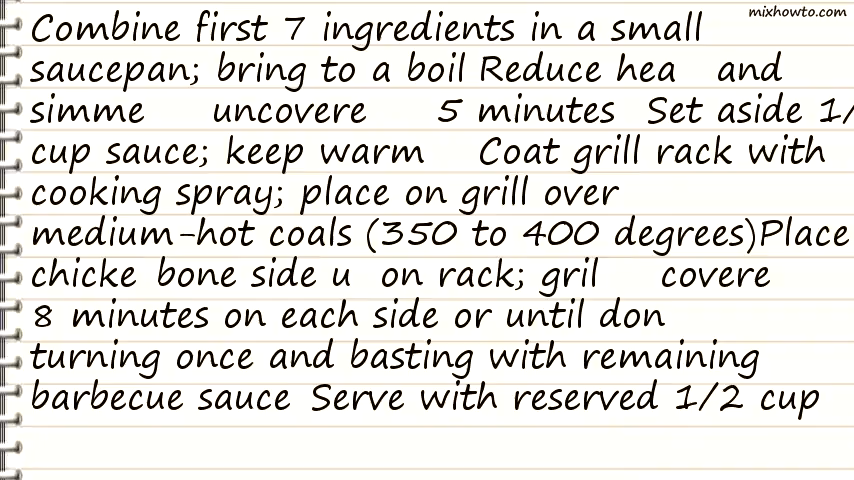 mixhowto.com
Combine first 7 ingredients in a small
saucepan; bring to a boil Reduce hea and
simme uncovere 5 minutes Set aside 1/
cup sauce; keep warm Coat grill rack with
cooking spray; place on grill over
medium-hot coals (350 to 400 degrees)Place
chicke bone side u on rack; gril covere
8 minutes on each side or until don
turning once and basting with remaining
barbecue sauce Serve with reserved 1/2 cup